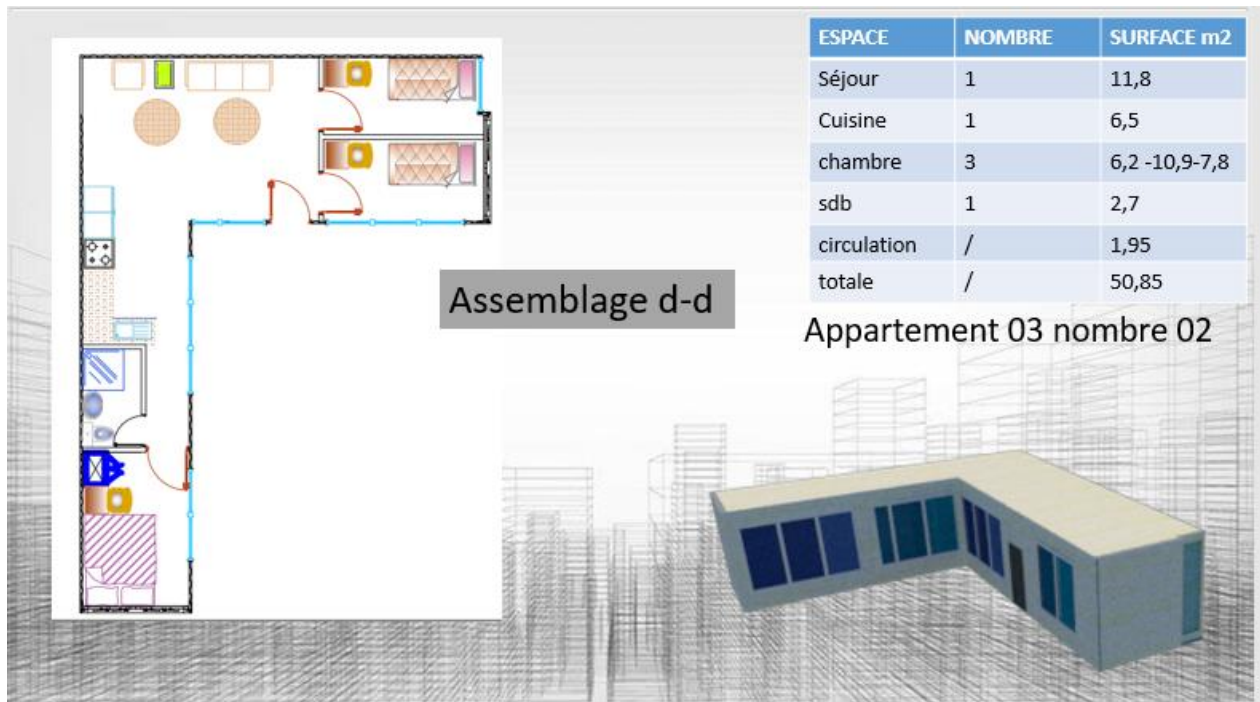 ESPACE NOMBRE SURFACE m2
Séjour 1 11,8
Cuisine 1 6,5
chambre 3 6,2 -10,9-7,8
sdb 1 2,7
circulation / 1,95
totale / 50,85
Assemblage d-d
Appartement 03 nombre 02